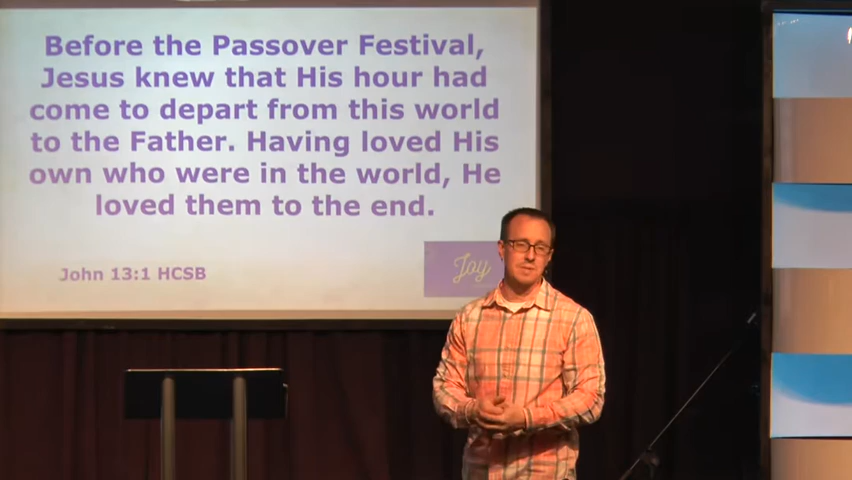 Before the Passover Festival,
Jesus knew that His hour had
come to depart from this world
to the Father. Having loved His
own who were in the world, He
loved them to the end.
John 13:1 HCSB
Joy